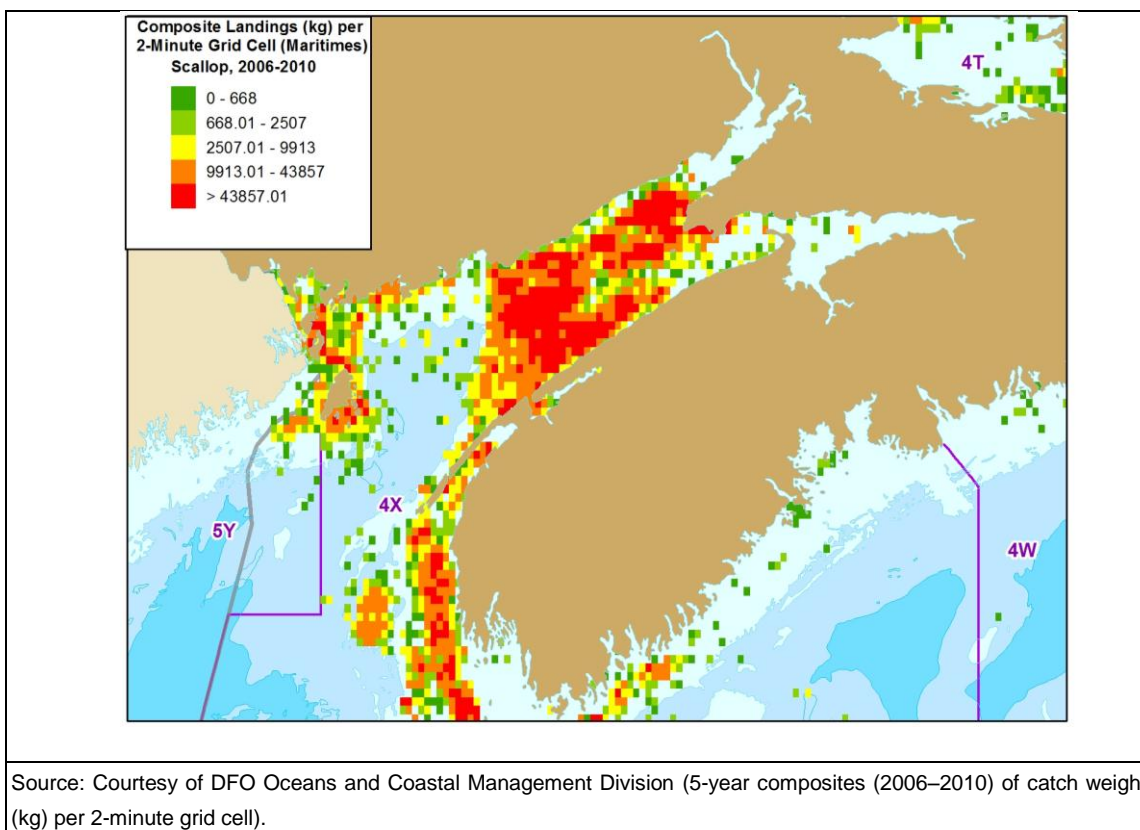 Composite Landings (kg) per
2-Minute Grid Cell (Maritimes)
Scallop, 2006-2010
0 - 668
668.01 - 2507
2507.01 - 9913
9913.01 - 43857
> 43857.01
4T
4X
5Y
4W
Source: Courtesy of DFO Oceans and Coastal Management Division (5-year composites (2006–2010) of catch weigh
(kg) per 2-minute grid cell).